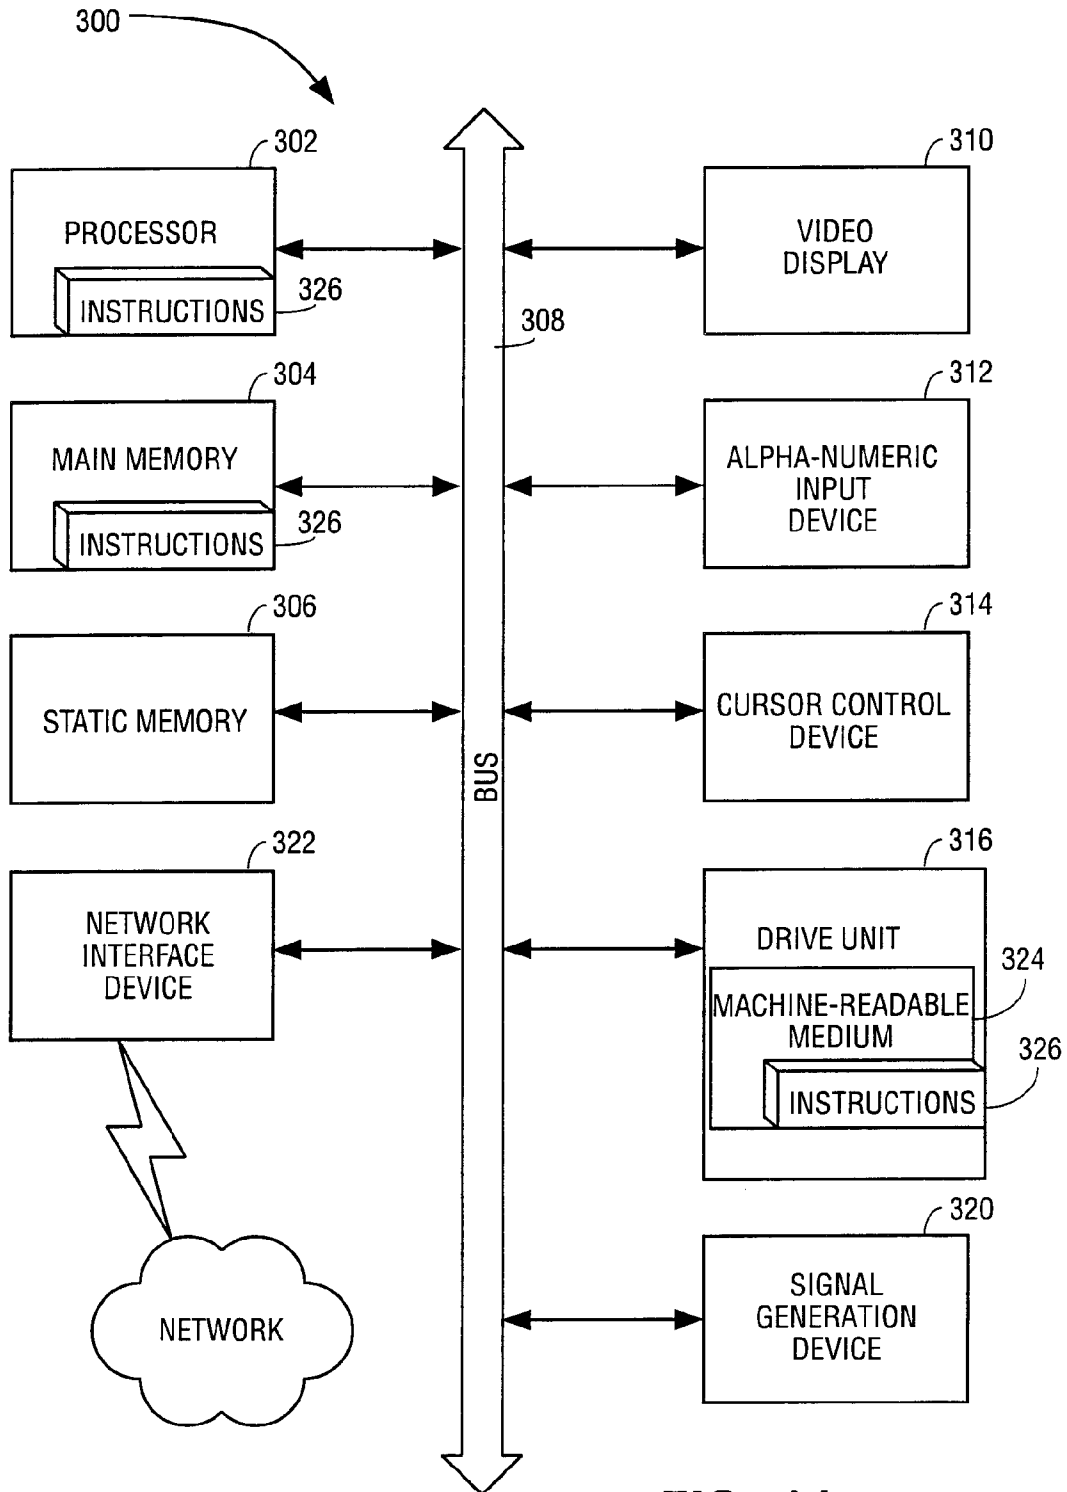 300
302
PROCESSOR
INSTRUCTIONS
326
304
MAIN MEMORY
INSTRUCTIONS
326
306
STATIC MEMORY
322
NETWORK
INTERFACE
DEVICE
NETWORK
308
BUS
310
VIDEO
DISPLAY
312
ALPHA-NUMERIC
INPUT
DEVICE
314
CURSOR CONTROL
DEVICE
316
DRIVE UNIT
324
MACHINE-READABLE
MEDIUM
326
INSTRUCTIONS
320
SIGNAL
GENERATION
DEVICE